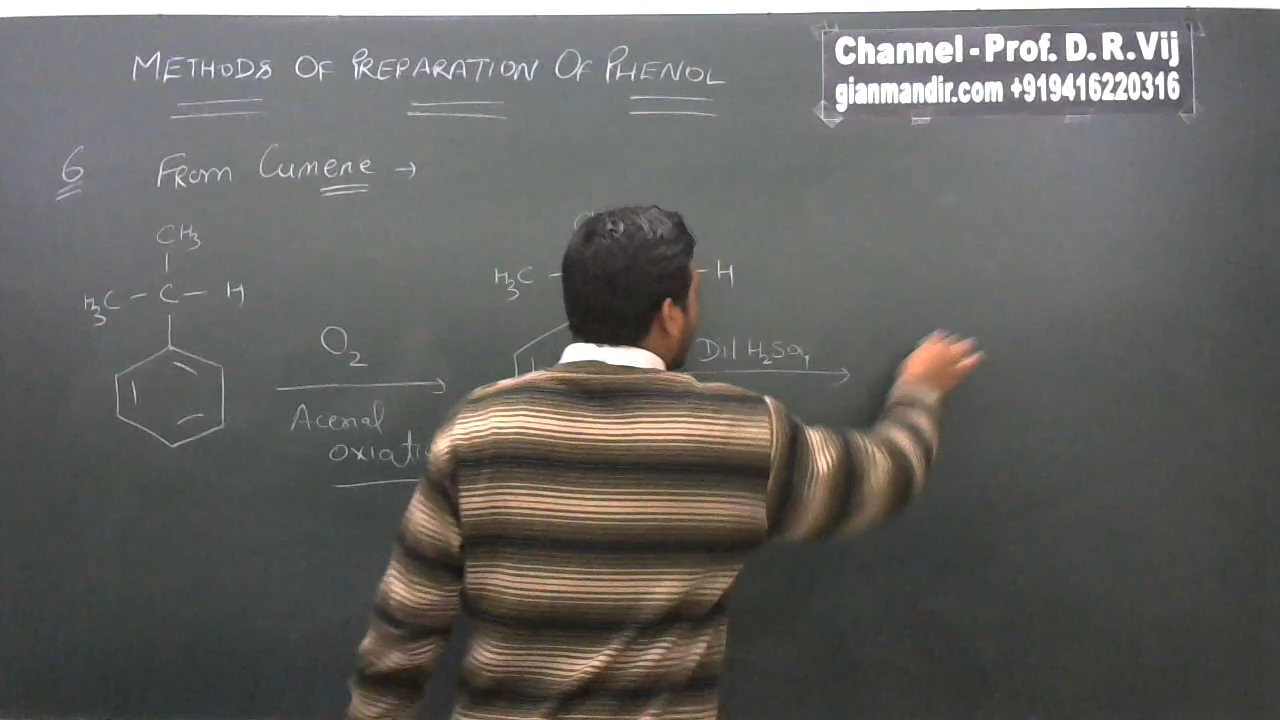 METHODS OF PREPARATION OF PHENOL
Channel - Prof. D. R. Vij
gianmandir.com +919416220316
6 From Cumene →
CH3
H3C - C - H
H3C - - H
O2
Dil H2SO4
Acenal